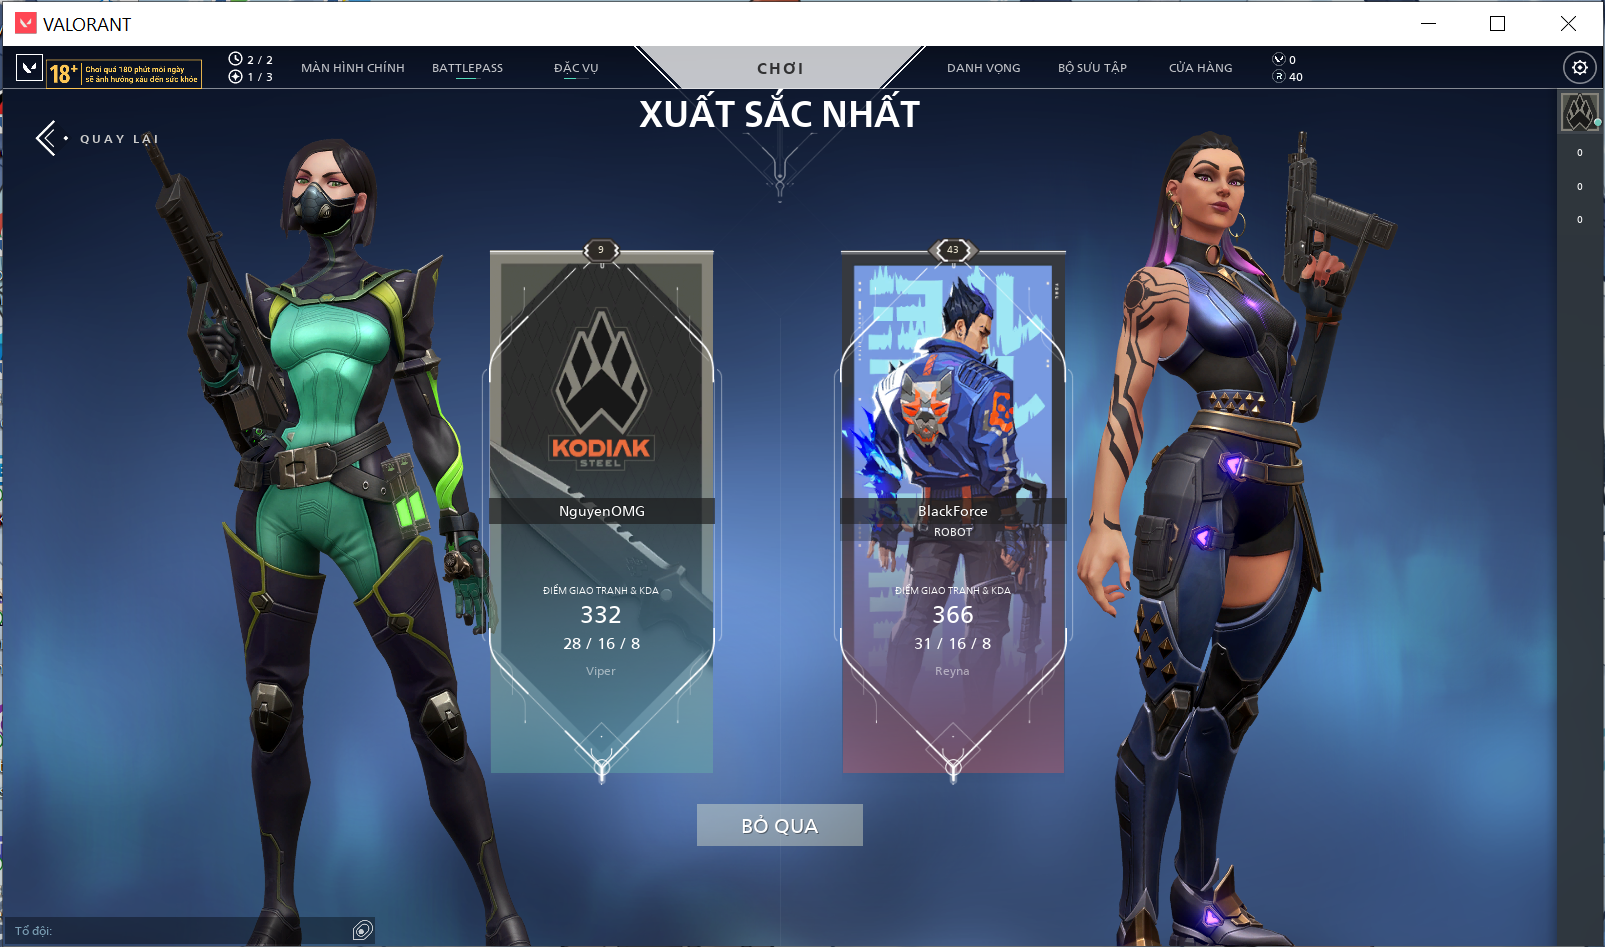 VALORANT
18+
Chơi quá 180 phút mỗi ngày
sẽ ảnh hưởng xấu đến sức khỏe
2 / 2
1 / 3
MÀN HÌNH CHÍNH
BATTLEPASS
ĐẶC VỤ
CHƠI
DANH VỌNG
BỘ SƯU TẬP
CỬA HÀNG
0
R 40
XUẤT SẮC NHẤT
QUAY LẠI
0
0
0
9
43
KODIAK
STEEL
NguyenOMG
BlackForce
ROBOT
ĐIỂM GIAO TRANH & KDA
332
28 / 16 / 8
Viper
ĐIỂM GIAO TRANH & KDA
366
31 / 16 / 8
Reyna
BỎ QUA
Tổ đội: